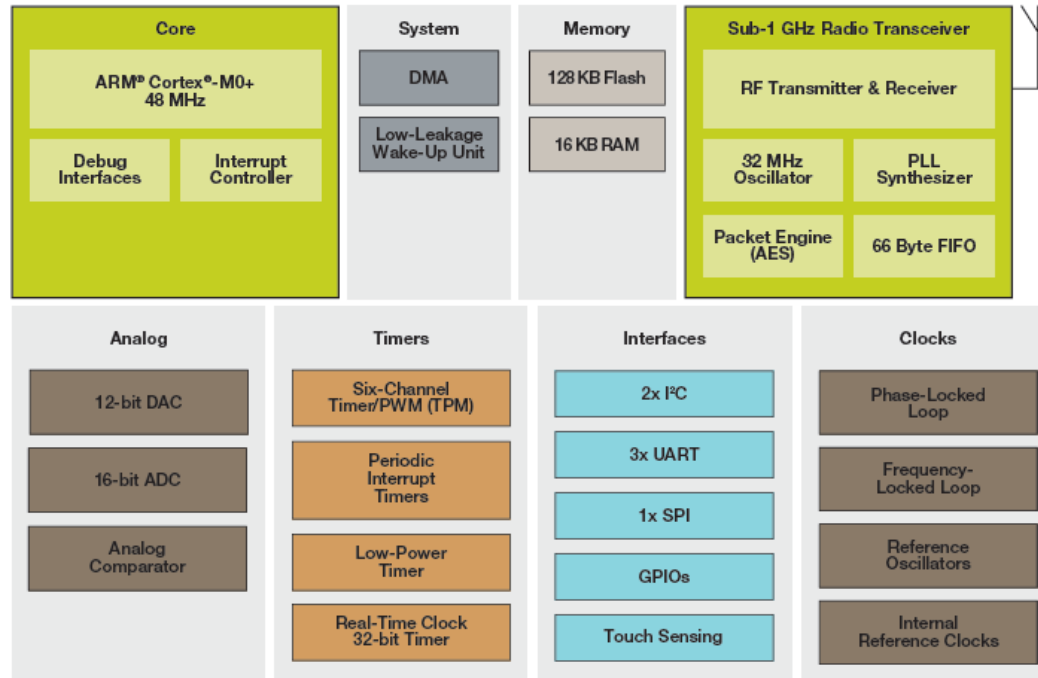 Core
ARM® Cortex®-M0+
48 MHz
Debug
Interfaces
Interrupt
Controller
System
DMA
Low-Leakage
Wake-Up Unit
Memory
128 KB Flash
16 KB RAM
Sub-1 GHz Radio Transceiver
RF Transmitter & Receiver
32 MHz
Oscillator
PLL
Synthesizer
Packet Engine
(AES)
66 Byte FIFO
Analog
12-bit DAC
16-bit ADC
Analog
Comparator
Timers
Six-Channel
Timer/PWM (TPM)
Periodic
Interrupt
Timers
Low-Power
Timer
Real-Time Clock
32-bit Timer
Interfaces
2x I²C
3x UART
1x SPI
GPIOs
Touch Sensing
Clocks
Phase-Locked
Loop
Frequency-
Locked Loop
Reference
Oscillators
Internal
Reference Clocks